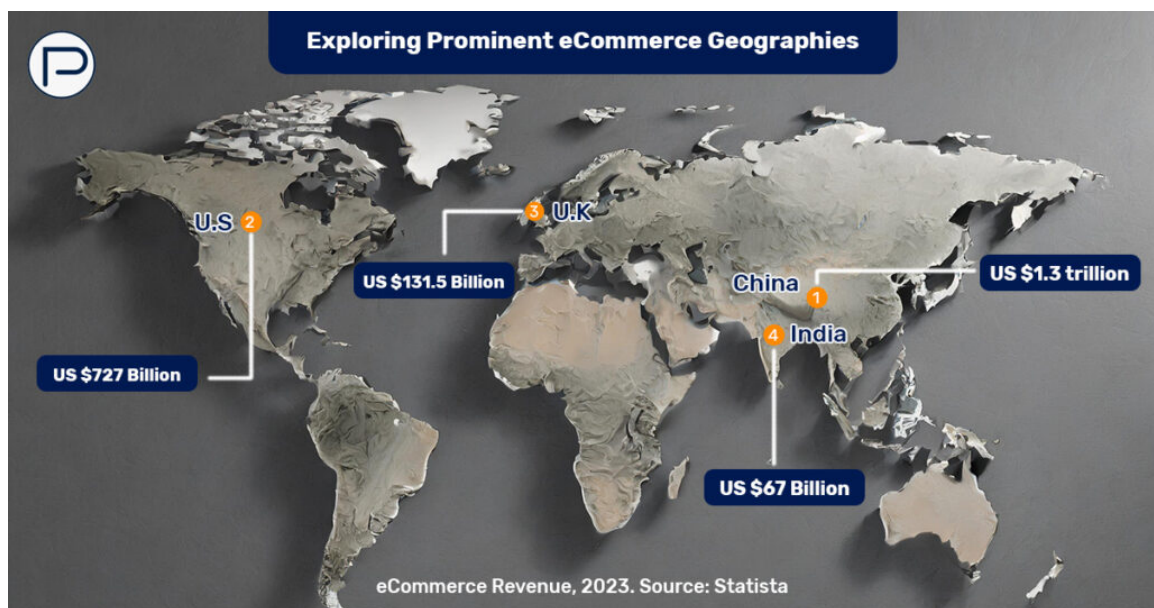 Exploring Prominent eCommerce Geographies
P
U.S 2
3 U.K
US $131.5 Billion
China
1
US $1.3 trillion
4 India
US $727 Billion
US $67 Billion
eCommerce Revenue, 2023. Source: Statista